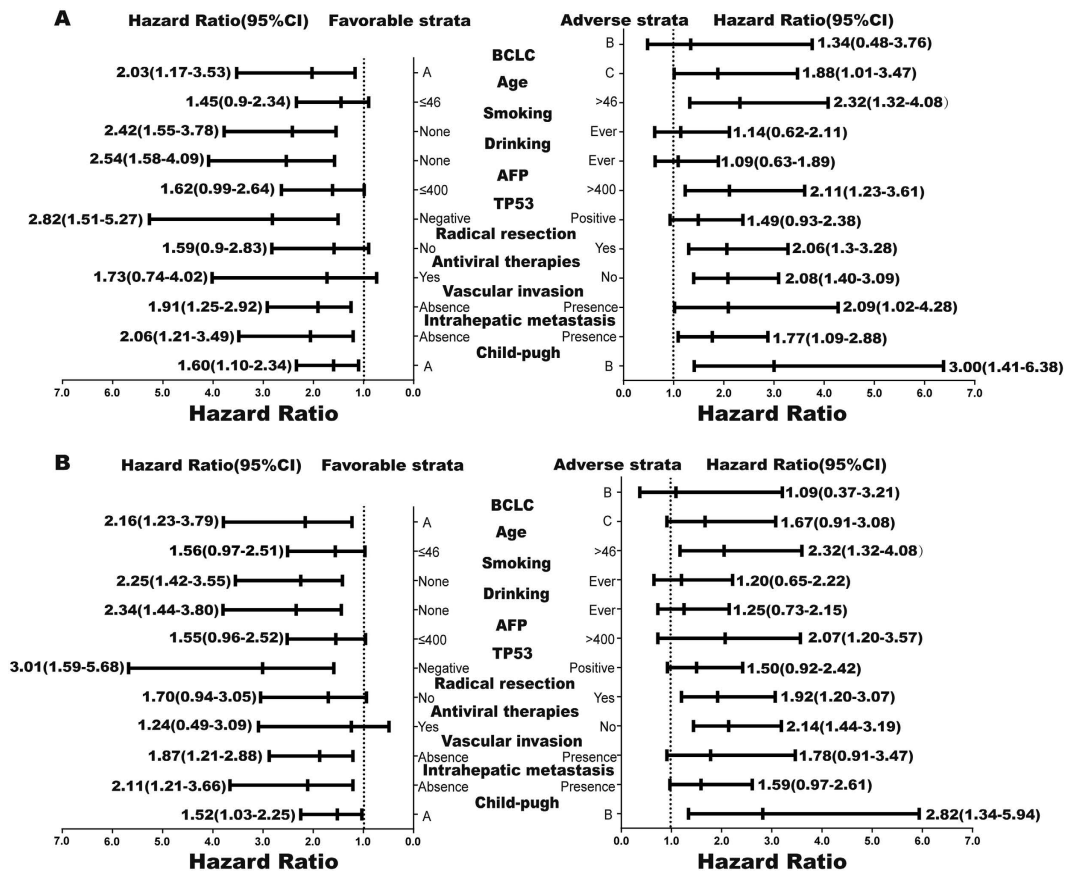 A
Hazard Ratio(95%CI) Favorable strata Adverse strata Hazard Ratio(95%CI)
B 1.34(0.48-3.76)
BCLC
2.03(1.17-3.53) A C 1.88(1.01-3.47)
Age
1.45(0.9-2.34) ≤46 >46 2.32(1.32-4.08)
Smoking
2.42(1.55-3.78) None Ever 1.14(0.62-2.11)
Drinking
2.54(1.58-4.09) None Ever 1.09(0.63-1.89)
AFP
1.62(0.99-2.64) ≤400 >400 2.11(1.23-3.61)
TP53
2.82(1.51-5.27) Negative Positive 1.49(0.93-2.38)
Radical resection
1.59(0.9-2.83) No Yes 2.06(1.3-3.28)
Antiviral therapies
1.73(0.74-4.02) Yes No 2.08(1.40-3.09)
Vascular invasion
1.91(1.25-2.92) Absence Presence 2.09(1.02-4.28)
Intrahepatic metastasis
2.06(1.21-3.49) Absence Presence 1.77(1.09-2.88)
Child-pugh
1.60(1.10-2.34) A B 3.00(1.41-6.38)
7.0 6.0 5.0 4.0 3.0 2.0 1.0 0.0 0.0 1.0 2.0 3.0 4.0 5.0 6.0 7.0
Hazard Ratio Hazard Ratio
B
Hazard Ratio(95%CI) Favorable strata Adverse strata Hazard Ratio(95%CI)
B 1.09(0.37-3.21)
BCLC
2.16(1.23-3.79) A C 1.67(0.91-3.08)
Age
1.56(0.97-2.51) ≤46 >46 2.32(1.32-4.08)
Smoking
2.25(1.42-3.55) None Ever 1.20(0.65-2.22)
Drinking
2.34(1.44-3.80) None Ever 1.25(0.73-2.15)
AFP
1.55(0.96-2.52) ≤400 >400 2.07(1.20-3.57)
TP53
3.01(1.59-5.68) Negative Positive 1.50(0.92-2.42)
Radical resection
1.70(0.94-3.05) No Yes 1.92(1.20-3.07)
Antiviral therapies
1.24(0.49-3.09) Yes No 2.14(1.44-3.19)
Vascular invasion
1.87(1.21-2.88) Absence Presence 1.78(0.91-3.47)
Intrahepatic metastasis
2.11(1.21-3.66) Absence Presence 1.59(0.97-2.61)
Child-pugh
1.52(1.03-2.25) A B 2.82(1.34-5.94)
7.0 6.0 5.0 4.0 3.0 2.0 1.0 0.0 0.0 1.0 2.0 3.0 4.0 5.0 6.0 7.0
Hazard Ratio Hazard Ratio